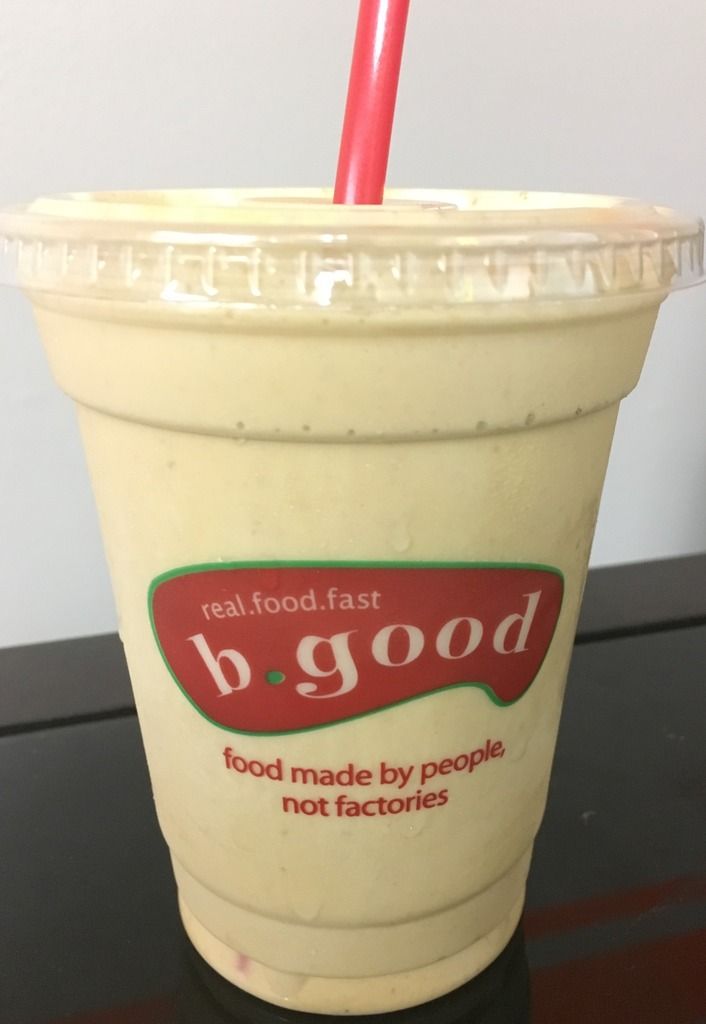 real.food.fast
b.good
food made by people,
not factories